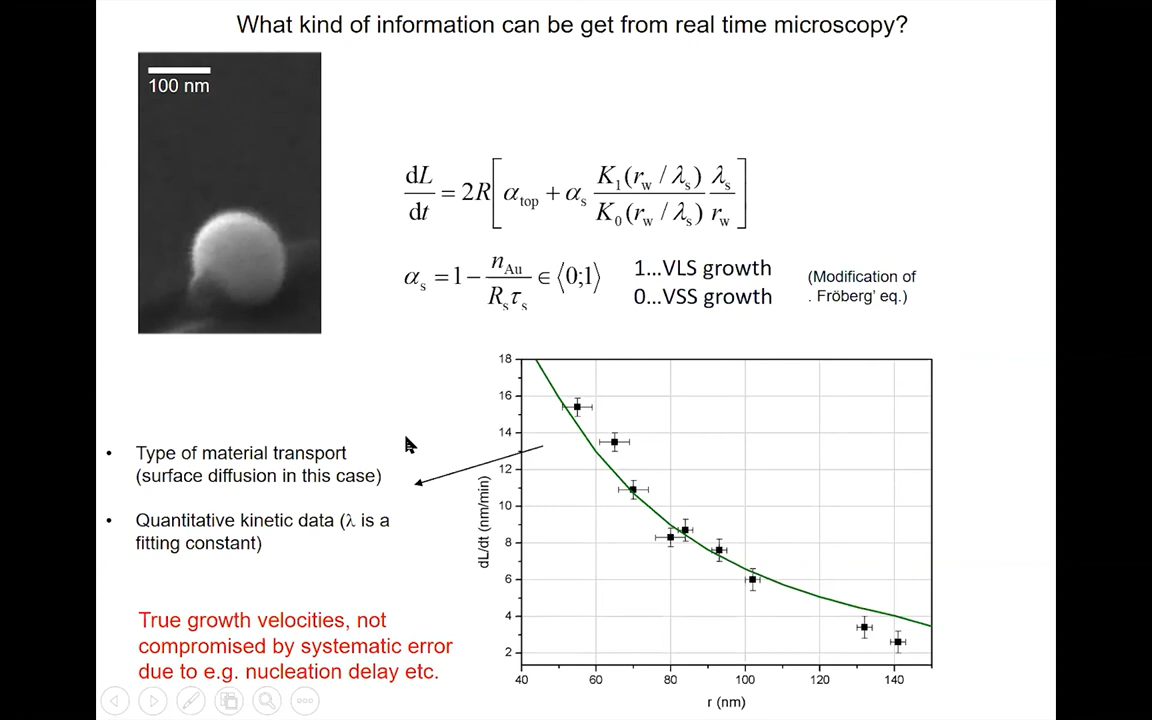 What kind of information can be get from real time microscopy?
100 nm
dL/dt = 2R[α_top + α_s K₁(r_w / λ_s)/K₀(r_w / λ_s) λ_s/r_w]
α_s = 1 − n_Au/(R_s τ_s) ∈ ⟨0;1⟩
1...VLS growth
0...VSS growth
(Modification of
. Fröberg' eq.)
• Type of material transport
(surface diffusion in this case)
• Quantitative kinetic data (λ is a
fitting constant)
True growth velocities, not
compromised by systematic error
due to e.g. nucleation delay etc.
dL/dt (nm/min)
18
16
14
12
10
8
6
4
2
40 60 80 100 120 140
r (nm)